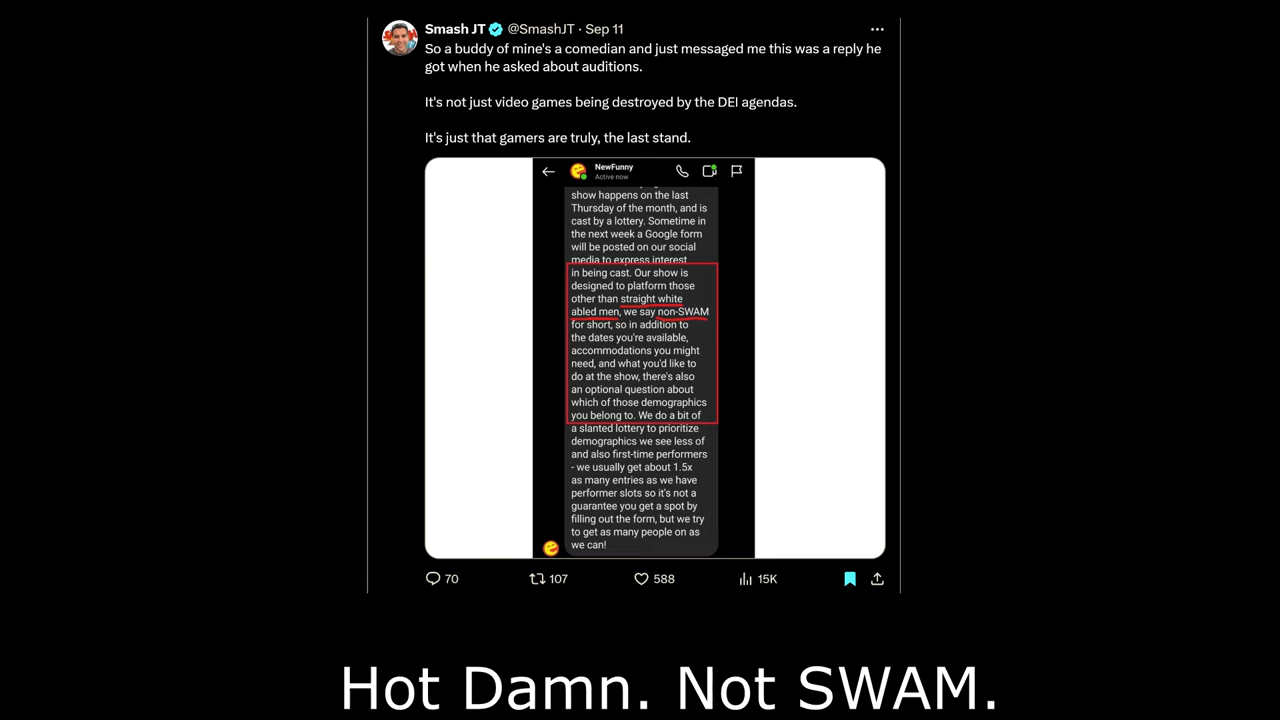 Smash JT @SmashJT · Sep 11
So a buddy of mine's a comedian and just messaged me this was a reply he
got when he asked about auditions.
It's not just video games being destroyed by the DEI agendas.
It's just that gamers are truly, the last stand.
NewFunny
Active now
show happens on the last
Thursday of the month, and is
cast by a lottery. Sometime in
the next week a Google form
will be posted on our social
media to express interest
in being cast. Our show is
designed to platform those
other than straight white
abled men, we say non-SWAM
for short, so in addition to
the dates you're available,
accommodations you might
need, and what you'd like to
do at the show, there's also
an optional question about
which of those demographics
you belong to. We do a bit of
a slanted lottery to prioritize
demographics we see less of
and also first-time performers
- we usually get about 1.5x
as many entries as we have
performer slots so it's not a
guarantee you get a spot by
filling out the form, but we try
to get as many people on as
we can!
70 107 588 15K
Hot Damn. Not SWAM.